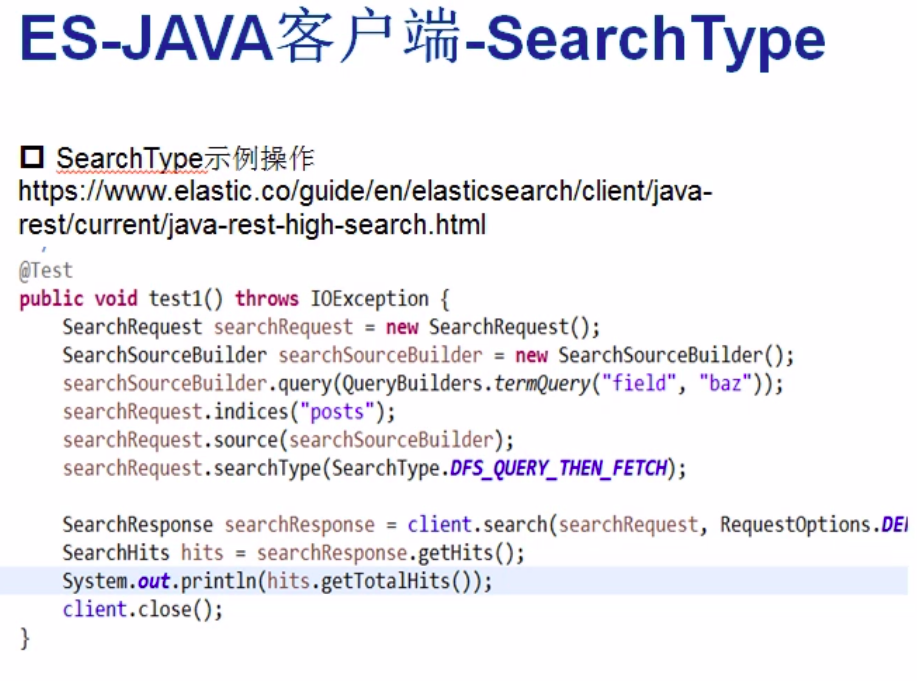 ES-JAVA客户端-SearchType
SearchType示例操作
https://www.elastic.co/guide/en/elasticsearch/client/java-
rest/current/java-rest-high-search.html
@Test
public void test1() throws IOException {
    SearchRequest searchRequest = new SearchRequest();
    SearchSourceBuilder searchSourceBuilder = new SearchSourceBuilder();
    searchSourceBuilder.query(QueryBuilders.termQuery("field", "baz"));
    searchRequest.indices("posts");
    searchRequest.source(searchSourceBuilder);
    searchRequest.searchType(SearchType.DFS_QUERY_THEN_FETCH);
    SearchResponse searchResponse = client.search(searchRequest, RequestOptions.
    SearchHits hits = searchResponse.getHits();
    System.out.println(hits.getTotalHits());
    client.close();
}